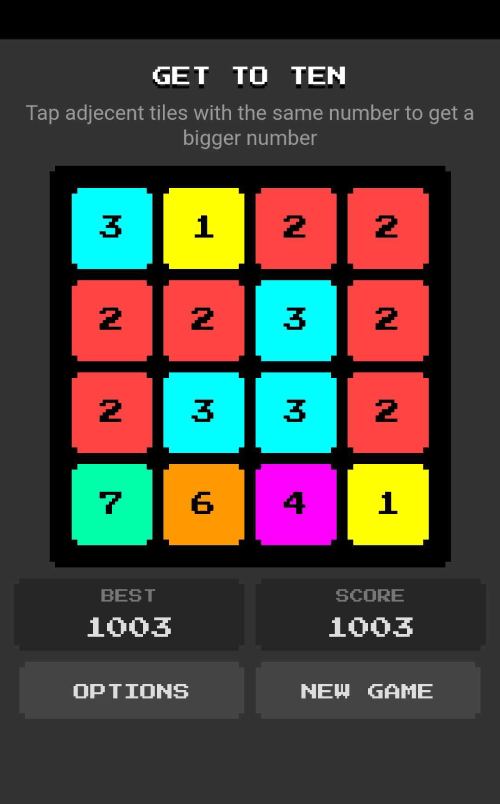 GET TO TEN
Tap adjecent tiles with the same number to get a
bigger number
3 1 2 2
2 2 3 2
2 3 3 2
7 6 4 1
BEST SCORE
1003 1003
OPTIONS NEW GAME